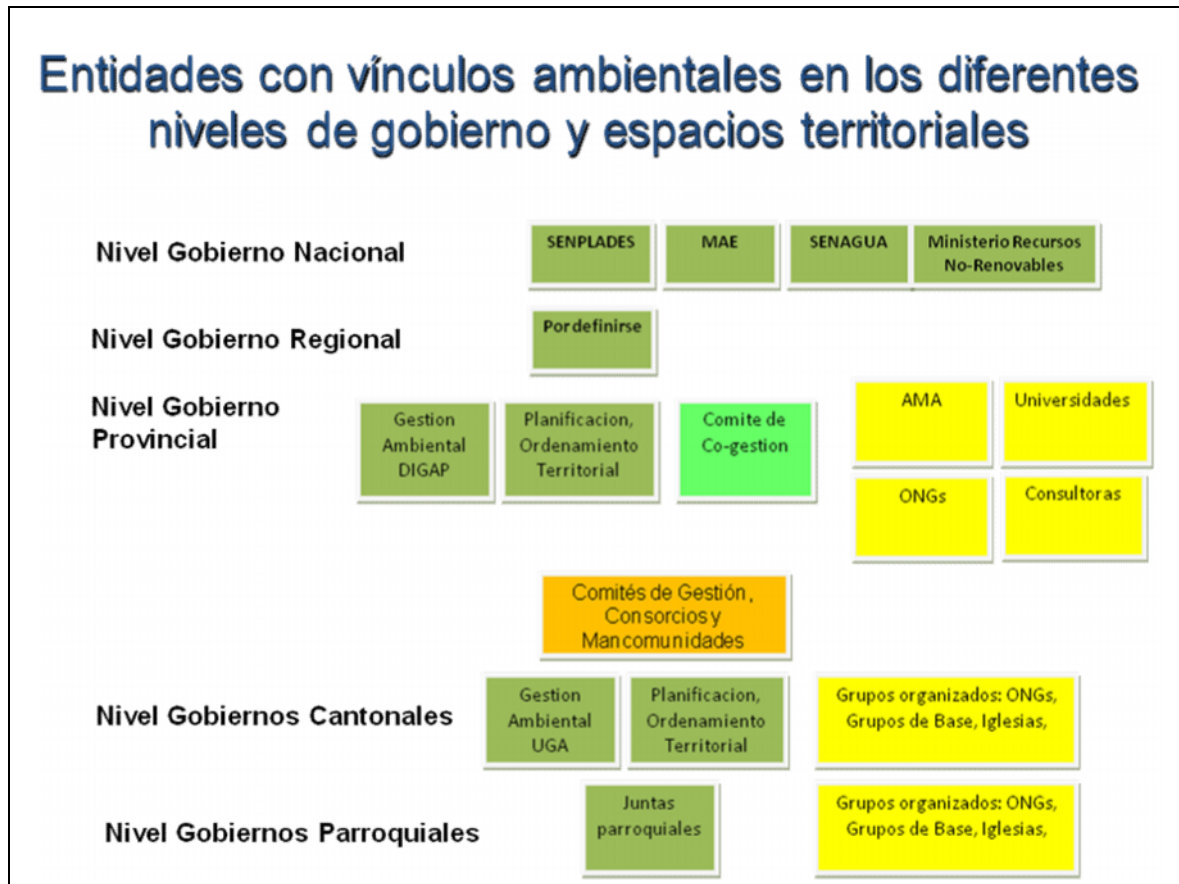 Entidades con vínculos ambientales en los diferentes
niveles de gobierno y espacios territoriales
Nivel Gobierno Nacional
SENPLADES
MAE
SENAGUA
Ministerio Recursos
No-Renovables
Nivel Gobierno Regional
Por definirse
Nivel Gobierno
Provincial
Gestion
Ambiental
DIGAP
Planificacion,
Ordenamiento
Territorial
Comite de
Co-gestion
AMA
Universidades
ONGs
Consultoras
Comités de Gestión,
Consorcios y
Mancomunidades
Nivel Gobiernos Cantonales
Gestion
Ambiental
UGA
Planificacion,
Ordenamiento
Territorial
Grupos organizados: ONGs,
Grupos de Base, Iglesias,
Nivel Gobiernos Parroquiales
Juntas
parroquiales
Grupos organizados: ONGs,
Grupos de Base, Iglesias,